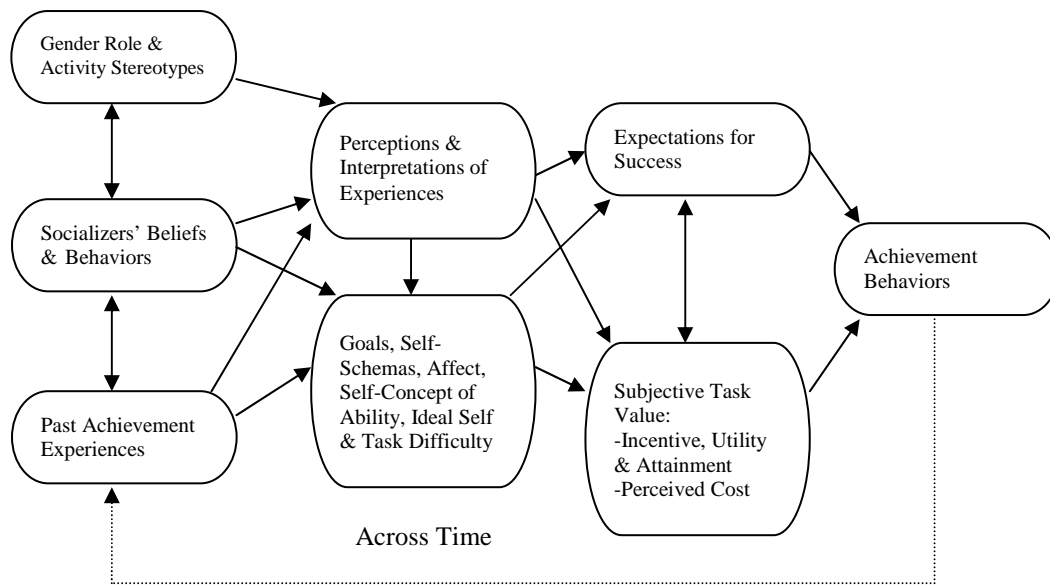 Gender Role &
Activity Stereotypes
Socializers’ Beliefs
& Behaviors
Past Achievement
Experiences
Perceptions &
Interpretations of
Experiences
Goals, Self-
Schemas, Affect,
Self-Concept of
Ability, Ideal Self
& Task Difficulty
Expectations for
Success
Subjective Task
Value:
-Incentive, Utility
& Attainment
-Perceived Cost
Achievement
Behaviors
Across Time